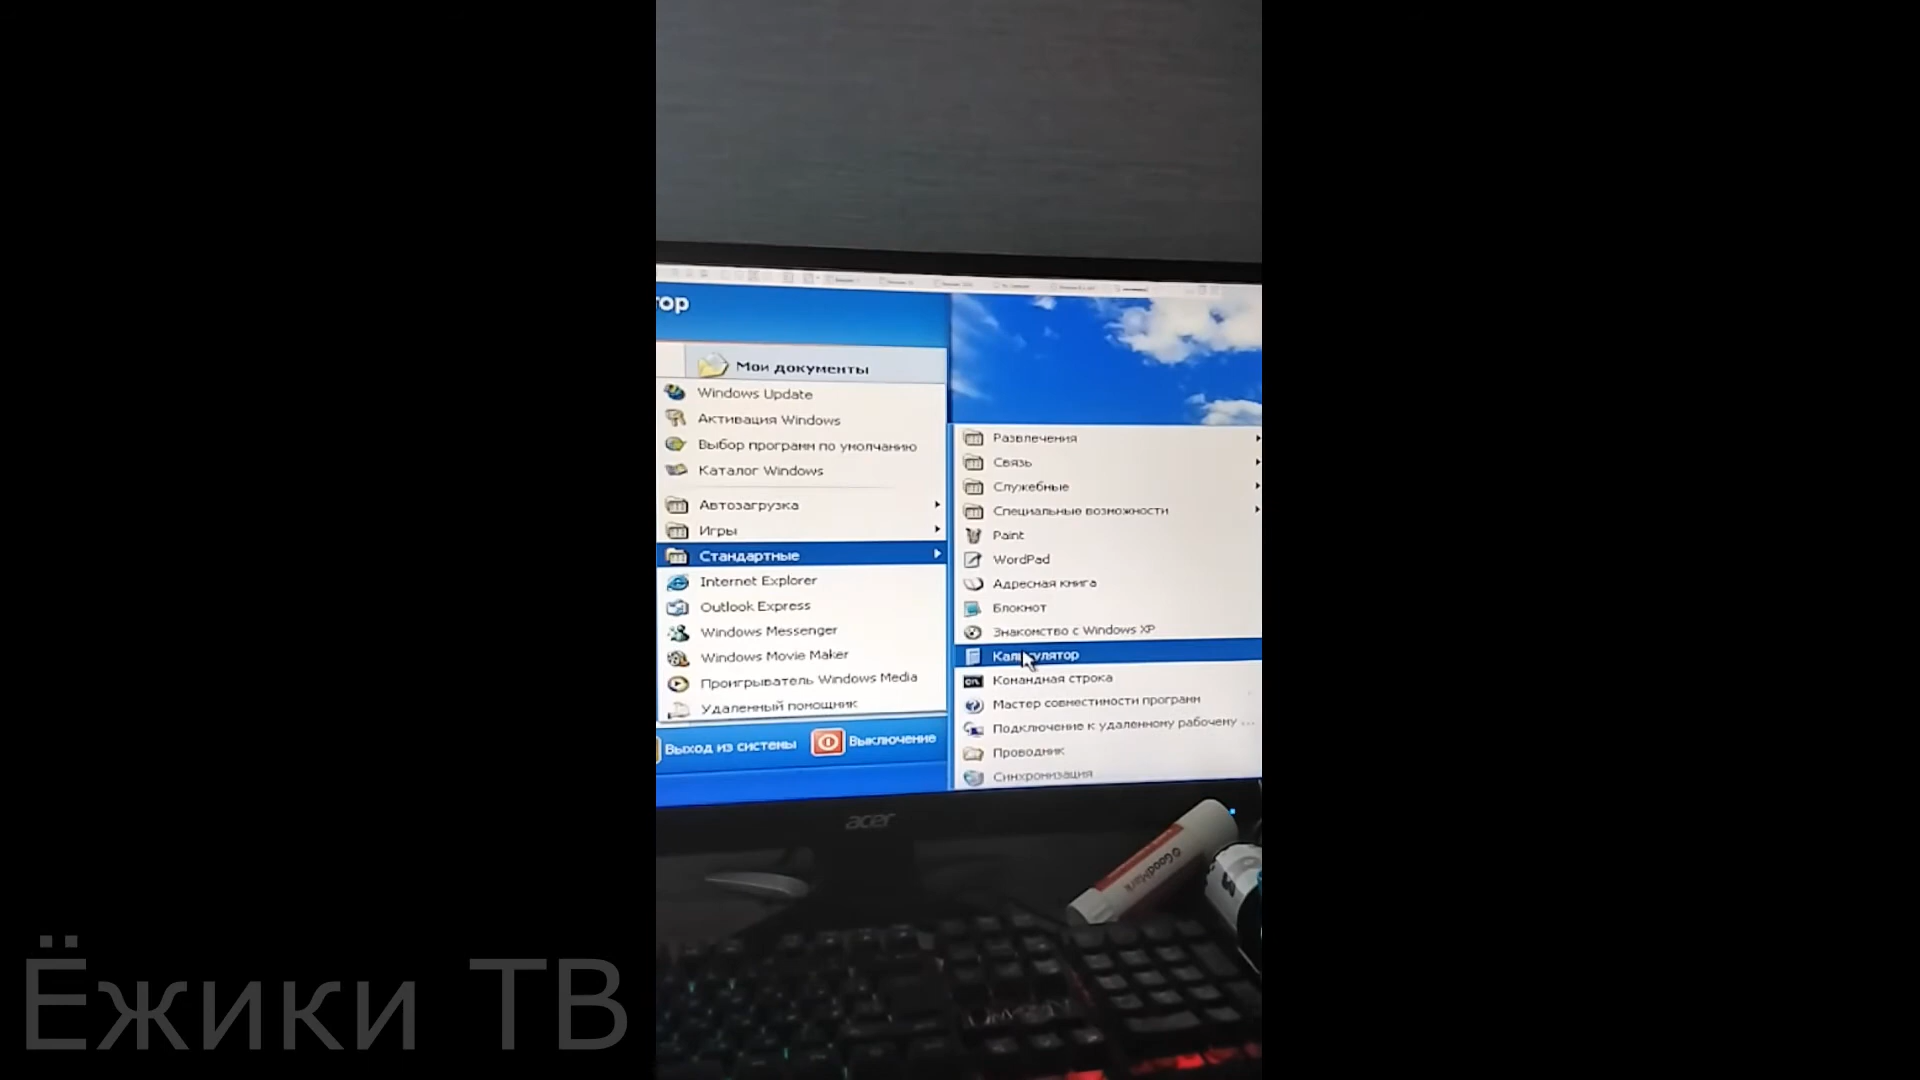 тор
Мои документы
Windows Update
Активация Windows
Выбор программ по умолчанию
Каталог Windows
Автозагрузка
Игры
Стандартные
Internet Explorer
Outlook Express
Windows Messenger
Windows Movie Maker
Проигрыватель Windows Media
Удаленный помощник
Выход из системы
Выключение
Развлечения
Связь
Служебные
Специальные возможности
Paint
WordPad
Адресная книга
Блокнот
Знакомство с Windows XP
Калькулятор
Командная строка
Мастер совместимости программ
Подключение к удаленному рабочему ...
Проводник
Синхронизация
acer
GoodMark
Ёжики ТВ